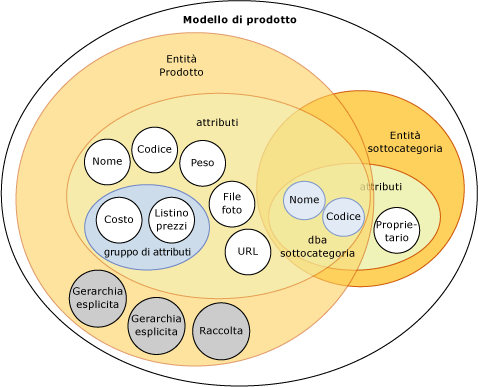 Modello di prodotto
Entità
Prodotto
attributi
Nome
Codice
Peso
File
foto
Costo
Listino
prezzi
gruppo di attributi
URL
Entità
sottocategoria
attributi
Nome
Codice
Proprie-
tario
dba
sottocategoria
Gerarchia
esplicita
Gerarchia
esplicita
Raccolta